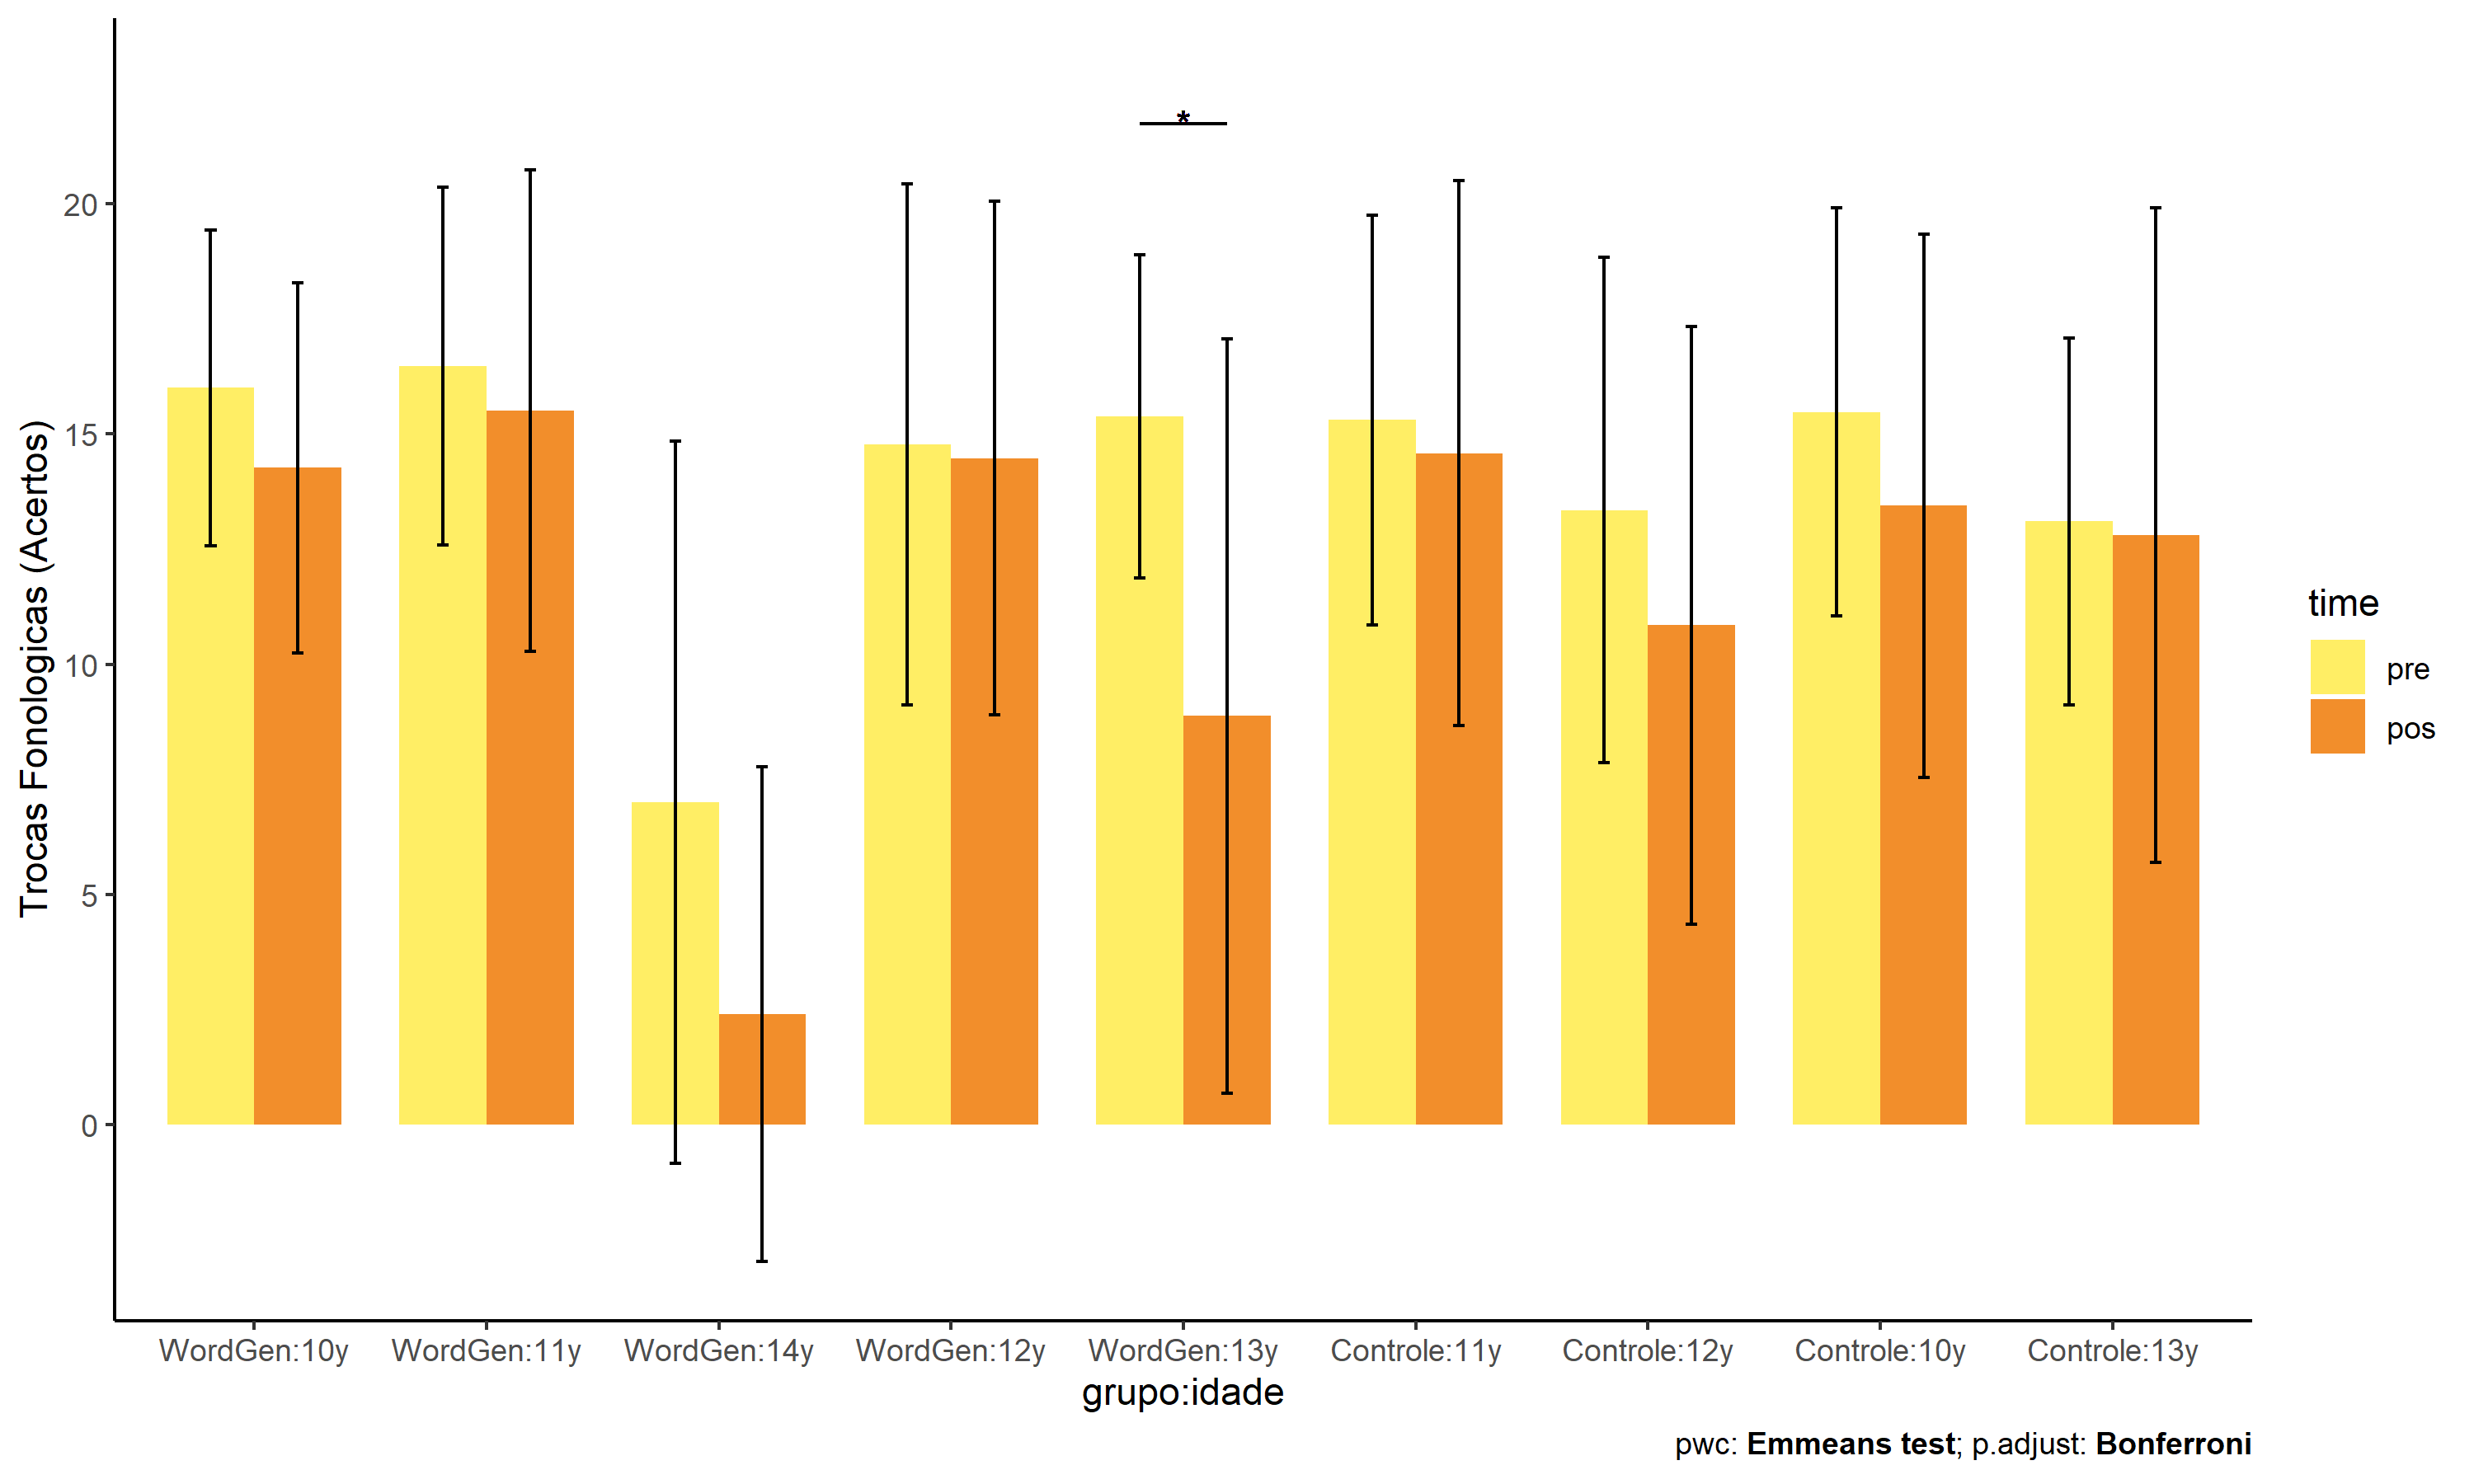 *
Trocas Fonologicas (Acertos)
20
15
10
5
0
time
pre
pos
WordGen:10y WordGen:11y WordGen:14y WordGen:12y WordGen:13y Controle:11y Controle:12y Controle:10y Controle:13y
grupo:idade
pwc: Emmeans test; p.adjust: Bonferroni